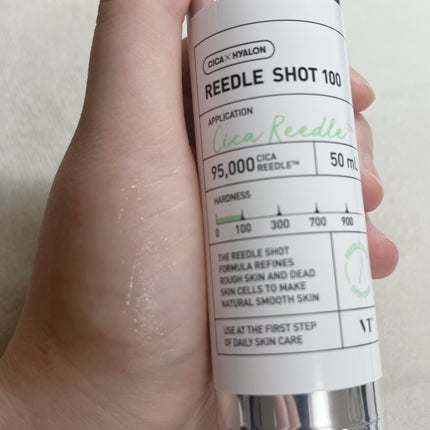 CICA X HYALON
REEDLE SHOT 100
APPLICATION
Cica Reedle™
95,000 CICA REEDLE™
50 mL
HARDNESS
0 100 300 700 900
THE REEDLE SHOT
FORMULA REFINES
ROUGH SKIN AND DEAD
SKIN CELLS TO MAKE
NATURAL SMOOTH SKIN
USE AT THE FIRST STEP
OF DAILY SKIN CARE
VT